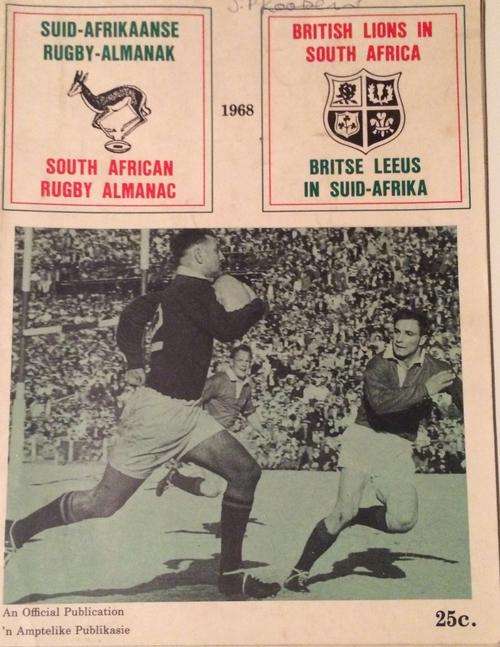 SUID-AFRIKAANSE
RUGBY-ALMANAK
SOUTH AFRICAN
RUGBY ALMANAC
1968
BRITISH LIONS IN
SOUTH AFRICA
BRITSE LEEUS
IN SUID-AFRIKA
2
An Official Publication
'n Amptelike Publikasie
25c.